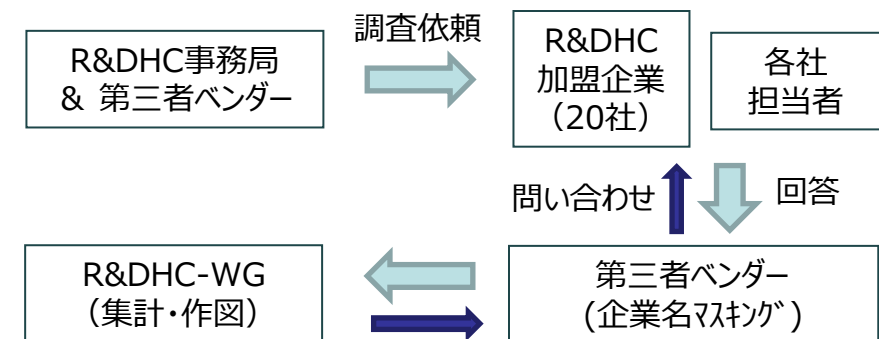 調査依頼
R&DHC事務局
& 第三者ベンダー
R&DHC
加盟企業
（20社）
各社
担当者
問い合わせ
回答
R&DHC-WG
（集計・作図）
第三者ベンダー
(企業名ﾏｽｷﾝｸﾞ)